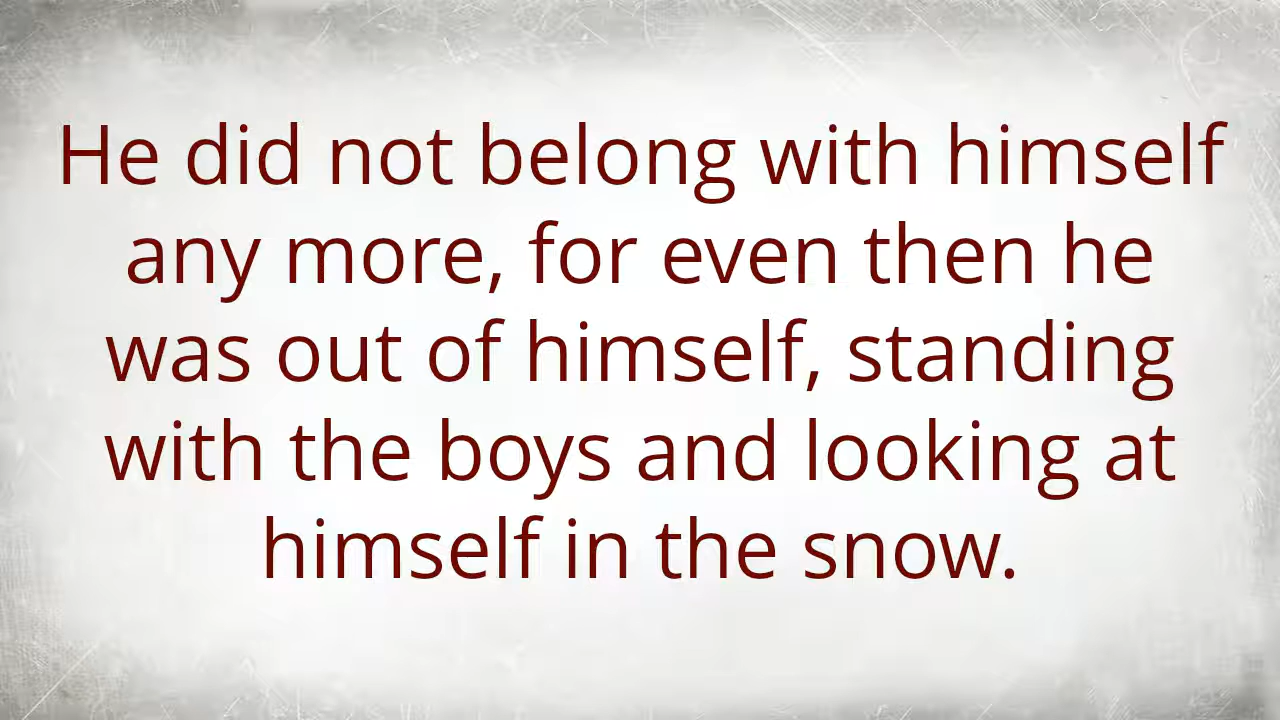 He did not belong with himself
any more, for even then he
was out of himself, standing
with the boys and looking at
himself in the snow.